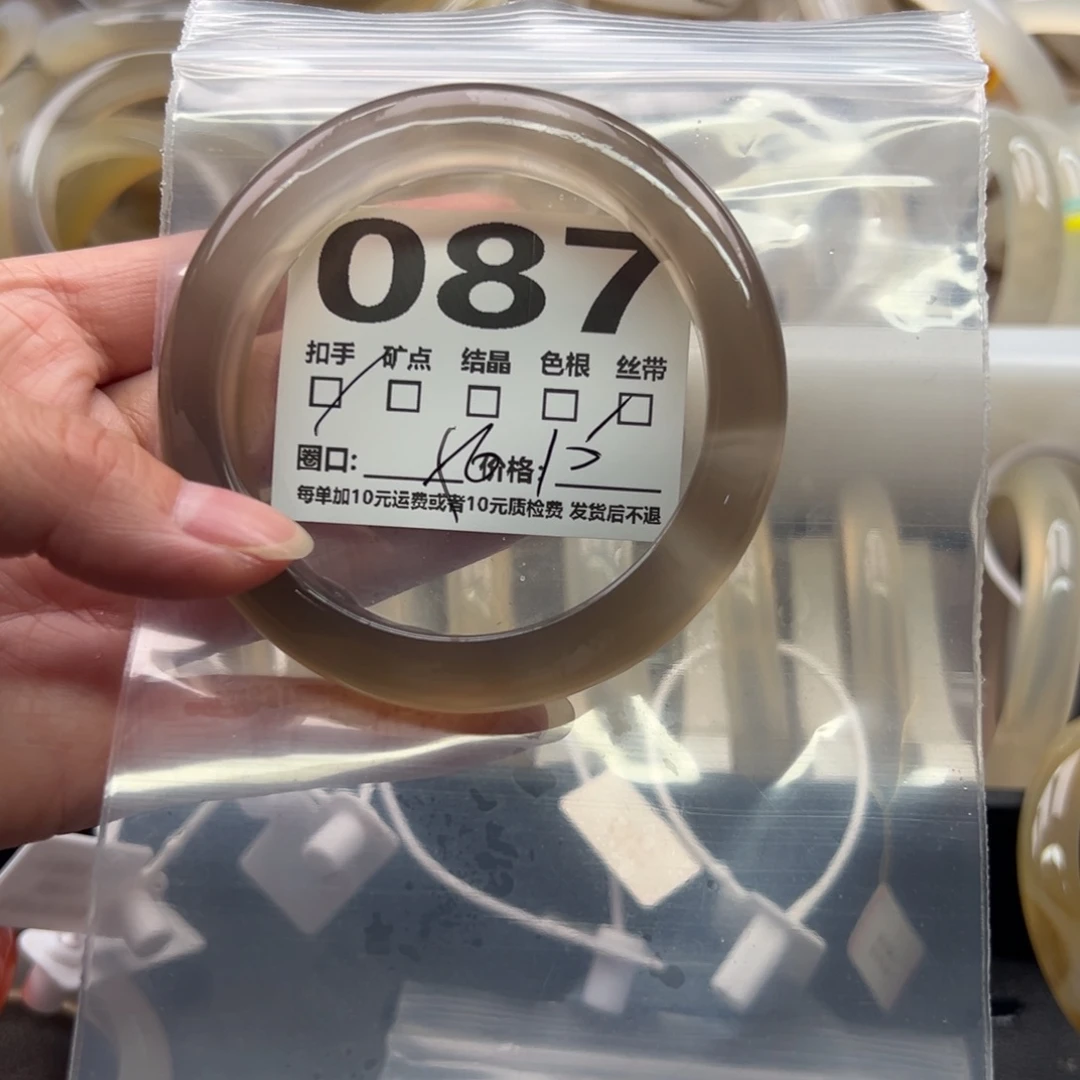 087
扣手 矿点 结晶 色根 丝带
圈口: 56 价格:
每单加10元运费或者10元质检费 发货后不退